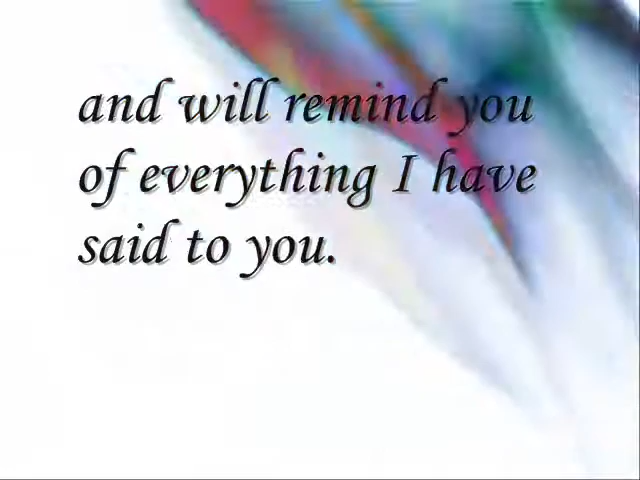 and will remind you
of everything I have
said to you.